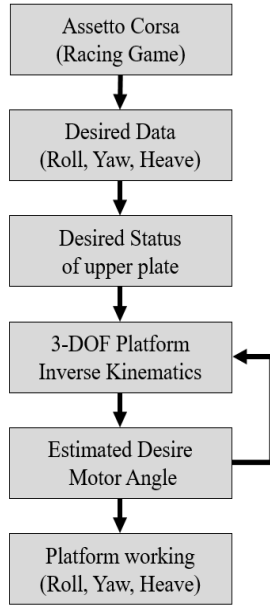 Assetto Corsa
(Racing Game)
Desired Data
(Roll, Yaw, Heave)
Desired Status
of upper plate
3-DOF Platform
Inverse Kinematics
Estimated Desire
Motor Angle
Platform working
(Roll, Yaw, Heave)